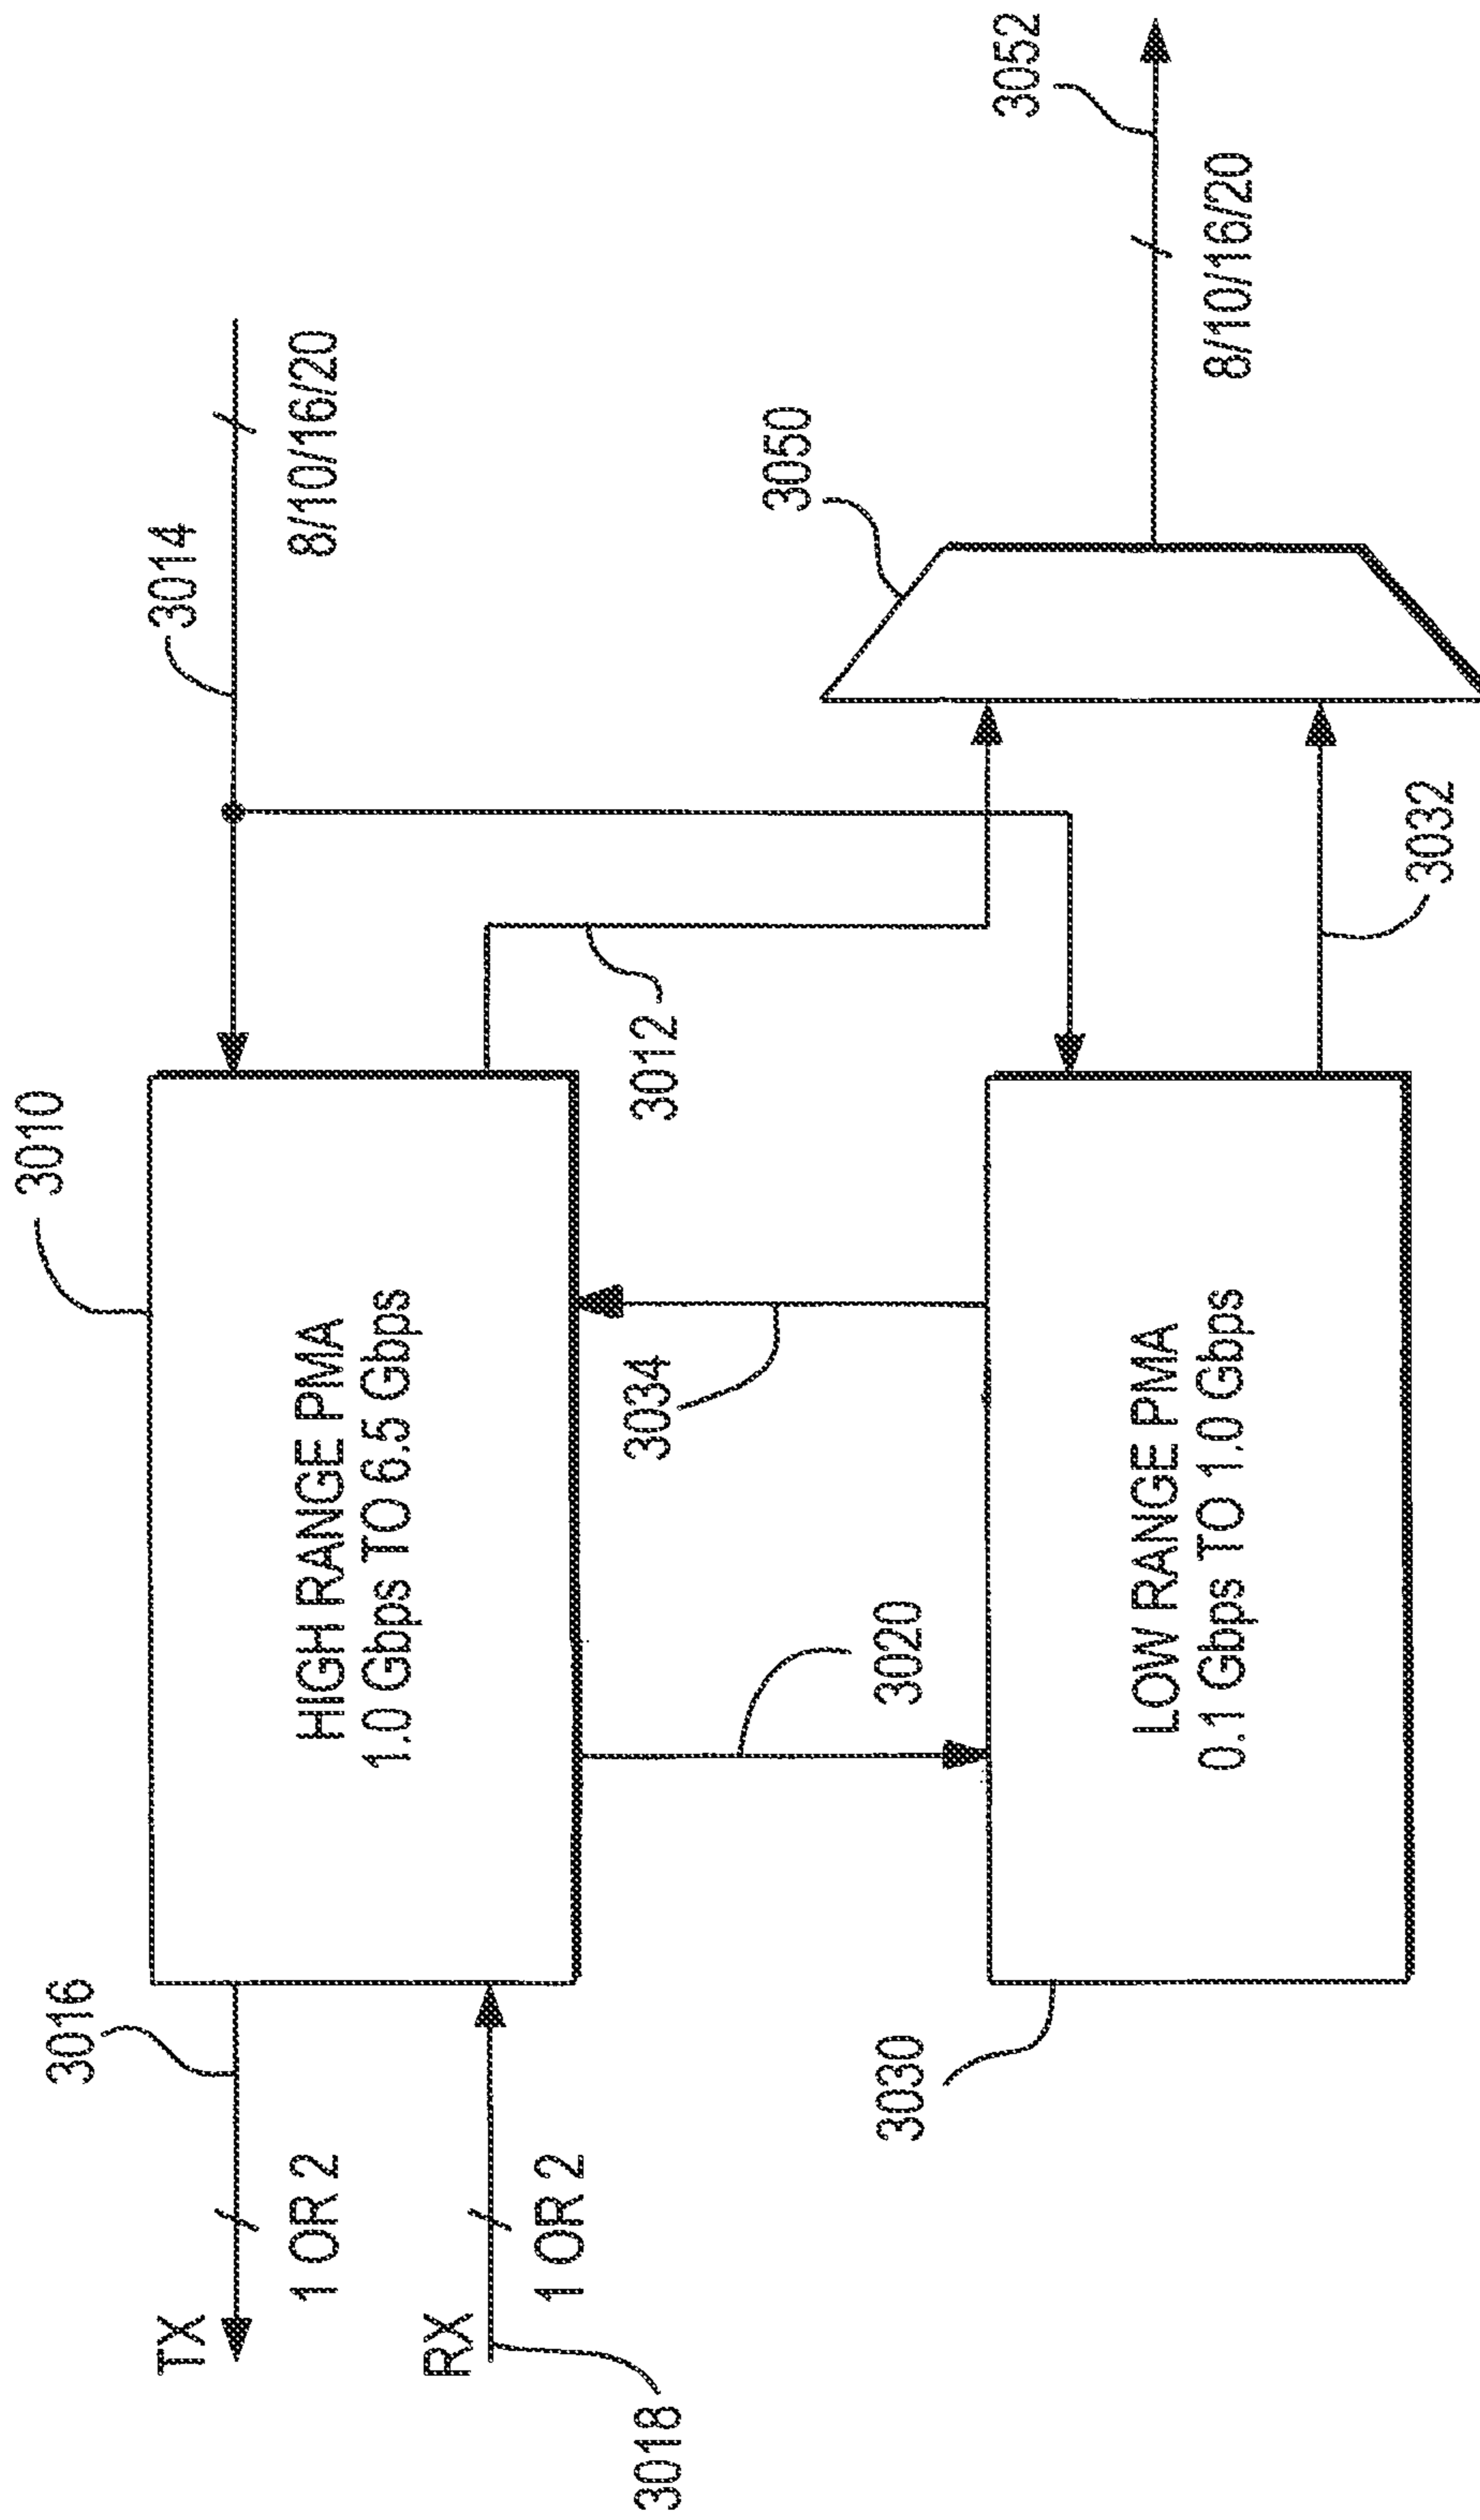 3010
3014
3016
TX
1 OR 2
HIGH RANGE PMA
1.0 Gbps TO 6.5 Gbps
8/10/16/20
RX
1 OR 2
3018
3034
3012
3050
3052
3020
3030
LOW RANGE PMA
0.1 Gbps TO 1.0 Gbps
8/10/16/20
3032